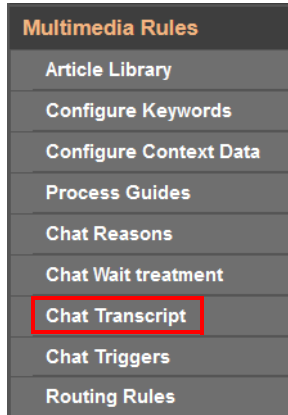 Multimedia Rules
Article Library
Configure Keywords
Configure Context Data
Process Guides
Chat Reasons
Chat Wait treatment
Chat Transcript
Chat Triggers
Routing Rules